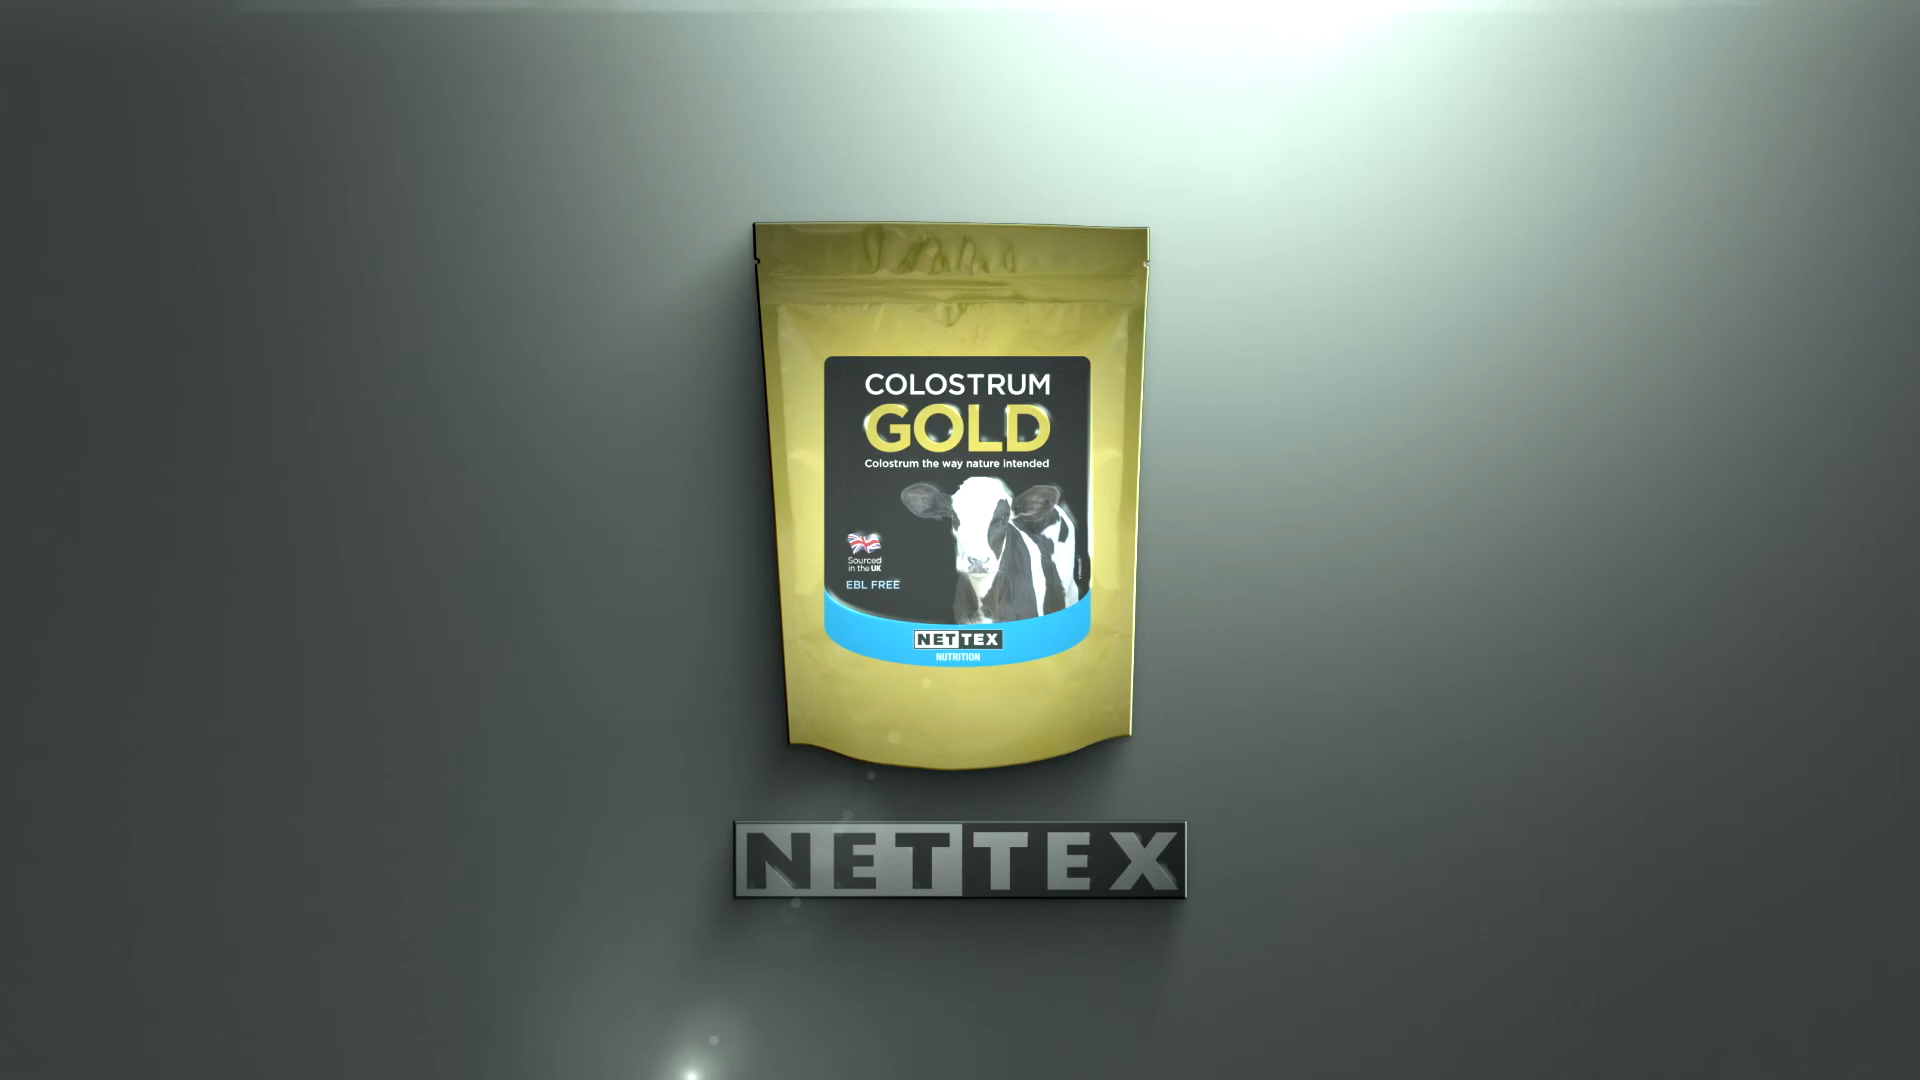 COLOSTRUM
GOLD
Colostrum the way nature intended
Sourced
in the UK
EBL FREE
NETTEX
NUTRITION
NETTEX